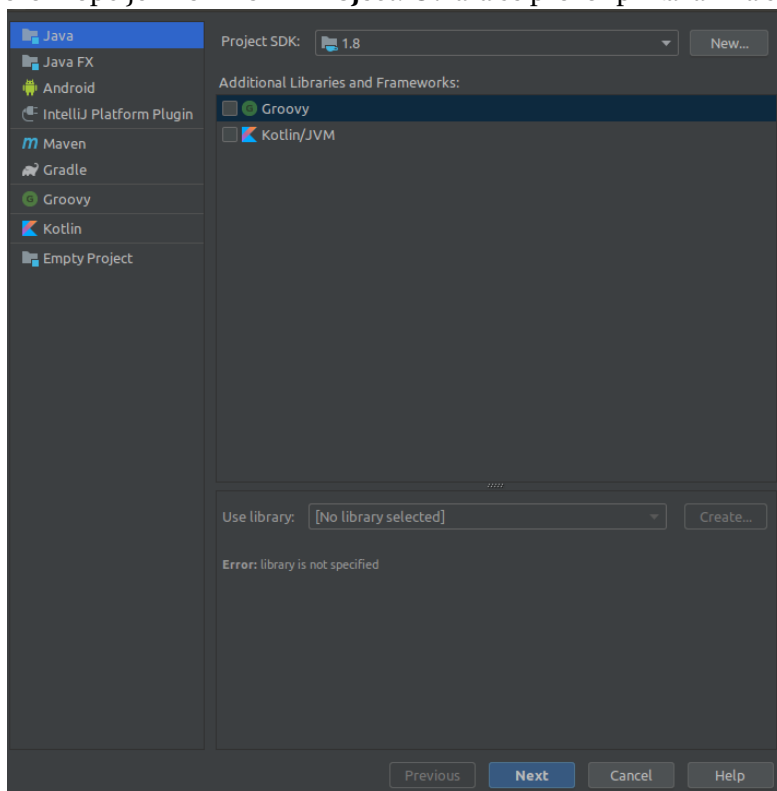 Java
Java FX
Android
IntelliJ Platform Plugin
Maven
Gradle
Groovy
Kotlin
Empty Project
Project SDK: 1.8 New...
Additional Libraries and Frameworks:
Groovy
Kotlin/JVM
Use library: [No library selected] Create...
Error: library is not specified
Previous Next Cancel Help